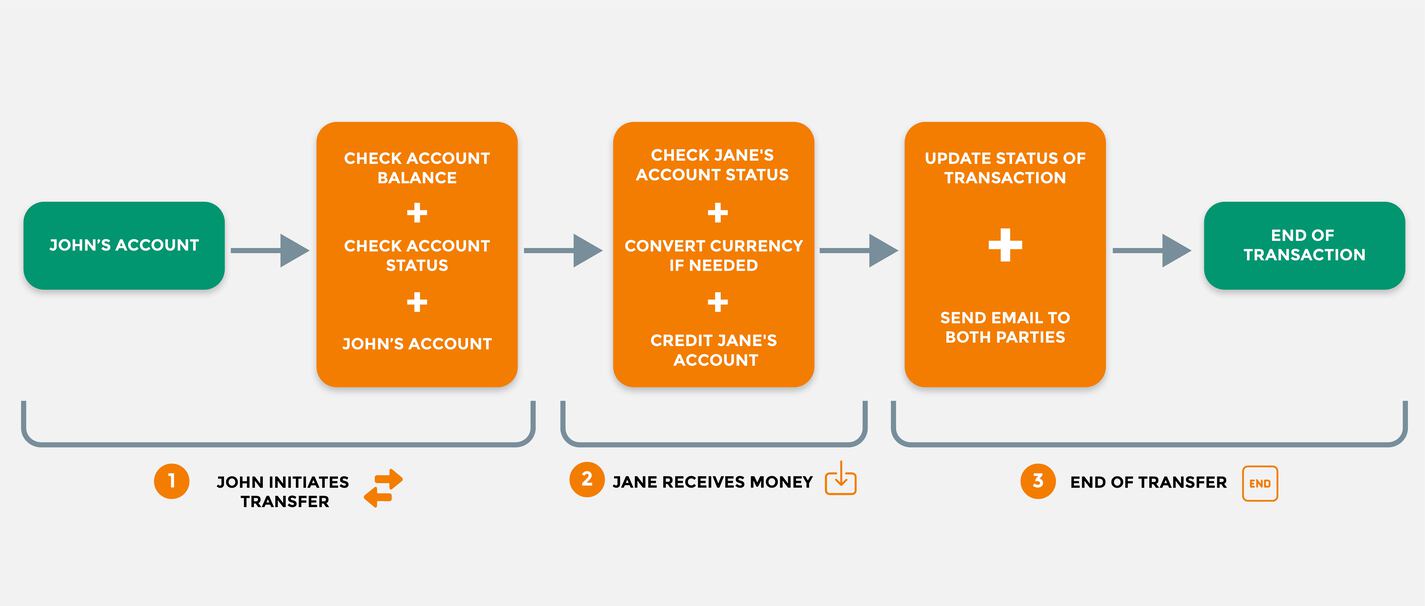 JOHN’S ACCOUNT
CHECK ACCOUNT
BALANCE
+
CHECK ACCOUNT
STATUS
+
JOHN’S ACCOUNT
CHECK JANE'S
ACCOUNT STATUS
+
CONVERT CURRENCY
IF NEEDED
+
CREDIT JANE'S
ACCOUNT
UPDATE STATUS OF
TRANSACTION
+
SEND EMAIL TO
BOTH PARTIES
END OF
TRANSACTION
1
JOHN INITIATES
TRANSFER
2
JANE RECEIVES MONEY
3
END OF TRANSFER
END